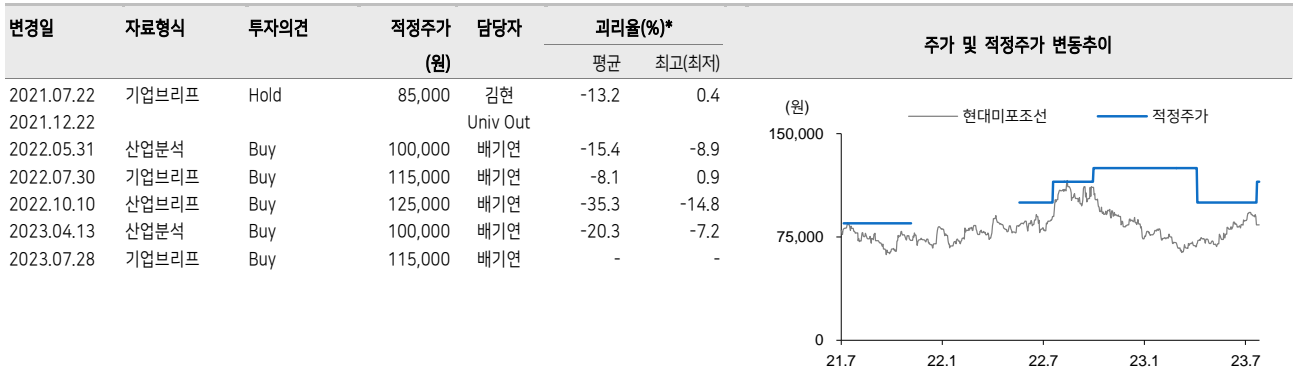 변경일 자료형식 투자의견 적정주가 담당자 괴리율(%)* 주가 및 적정주가 변동추이
(원) 평균 최고(최저)
2021.07.22 기업브리프 Hold 85,000 김현 -13.2 0.4
2021.12.22 Univ Out
2022.05.31 산업분석 Buy 100,000 배기연 -15.4 -8.9
2022.07.30 기업브리프 Buy 115,000 배기연 -8.1 0.9
2022.10.10 산업브리프 Buy 125,000 배기연 -35.3 -14.8
2023.04.13 산업분석 Buy 100,000 배기연 -20.3 -7.2
2023.07.28 기업브리프 Buy 115,000 배기연 - -
(원)
현대미포조선 적정주가
150,000
75,000
0
21.7 22.1 22.7 23.1 23.7